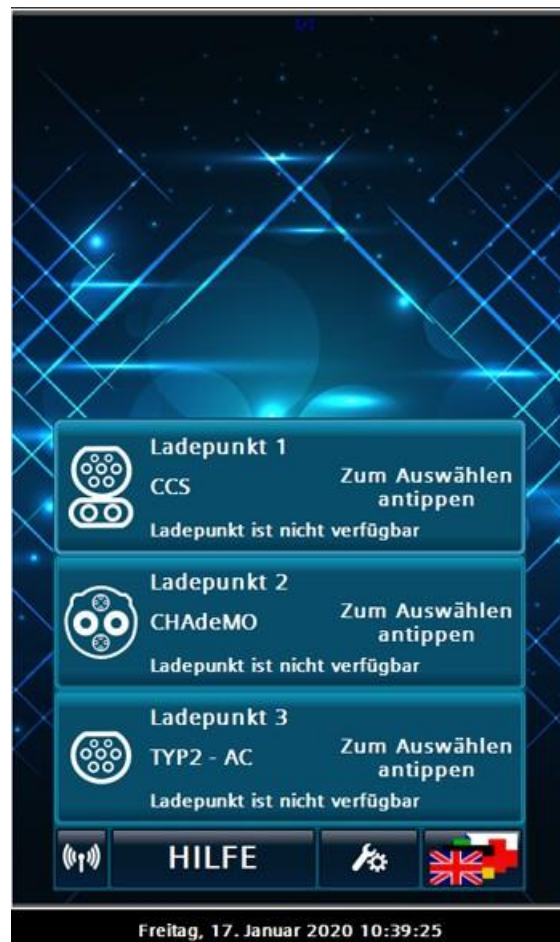 DT
Ladepunkt 1
CCS
Zum Auswählen
antippen
Ladepunkt ist nicht verfügbar
Ladepunkt 2
CHAdeMO
Zum Auswählen
antippen
Ladepunkt ist nicht verfügbar
Ladepunkt 3
TYP2 - AC
Zum Auswählen
antippen
Ladepunkt ist nicht verfügbar
HILFE
Freitag, 17. Januar 2020 10:39:25